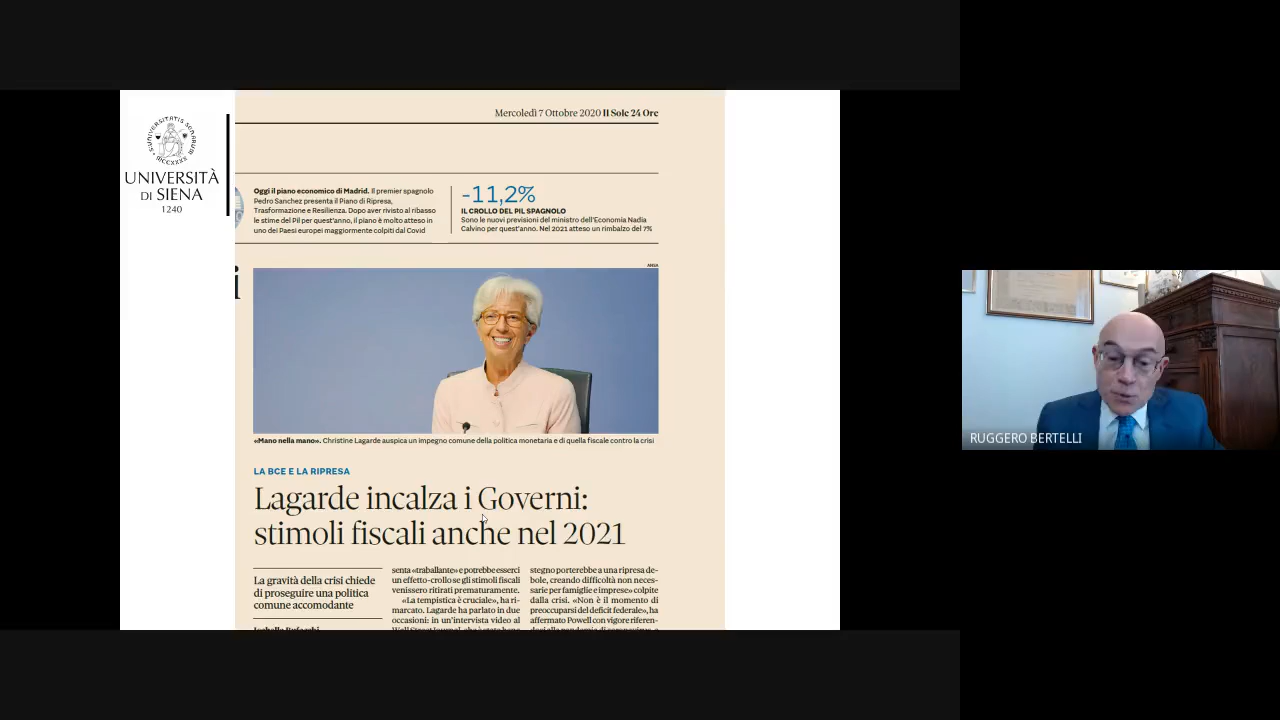 UNIVERSITÀ
DI SIENA
1240
Mercoledì 7 Ottobre 2020 Il Sole 24 Ore
Oggi il piano economico di Madrid. Il premier spagnolo
Pedro Sanchez presenta il Piano di Ripresa,
Trasformazione e Resilienza. Dopo aver rivisto al ribasso
le stime del Pil per quest'anno, il piano è molto atteso in
uno dei Paesi europei maggiormente colpiti dal Covid
-11,2%
IL CROLLO DEL PIL SPAGNOLO
Sono le nuovi previsioni del ministro dell'Economia Nadia
Calvino per quest'anno. Nel 2021 atteso un rimbalzo del 7%
i
ANSA
«Mano nella mano». Christine Lagarde auspica un impegno comune della politica monetaria e di quella fiscale contro la crisi
LA BCE E LA RIPRESA
Lagarde incalza i Governi:
stimoli fiscali anche nel 2021
La gravità della crisi chiede
di proseguire una politica
comune accomodante
senta «traballante» e potrebbe esserci
un effetto-crollo se gli stimoli fiscali
venissero ritirati prematuramente.
«La tempistica è cruciale», ha ri-
marcato. Lagarde ha parlato in due
occasioni: in un'intervista video al
stegno porterebbe a una ripresa de-
bole, creando difficoltà non neces-
sarie per famiglie e imprese» colpite
dalla crisi. «Non è il momento di
preoccuparsi del deficit federale», ha
affermato Powell con vigore riferen-
RUGGERO BERTELLI